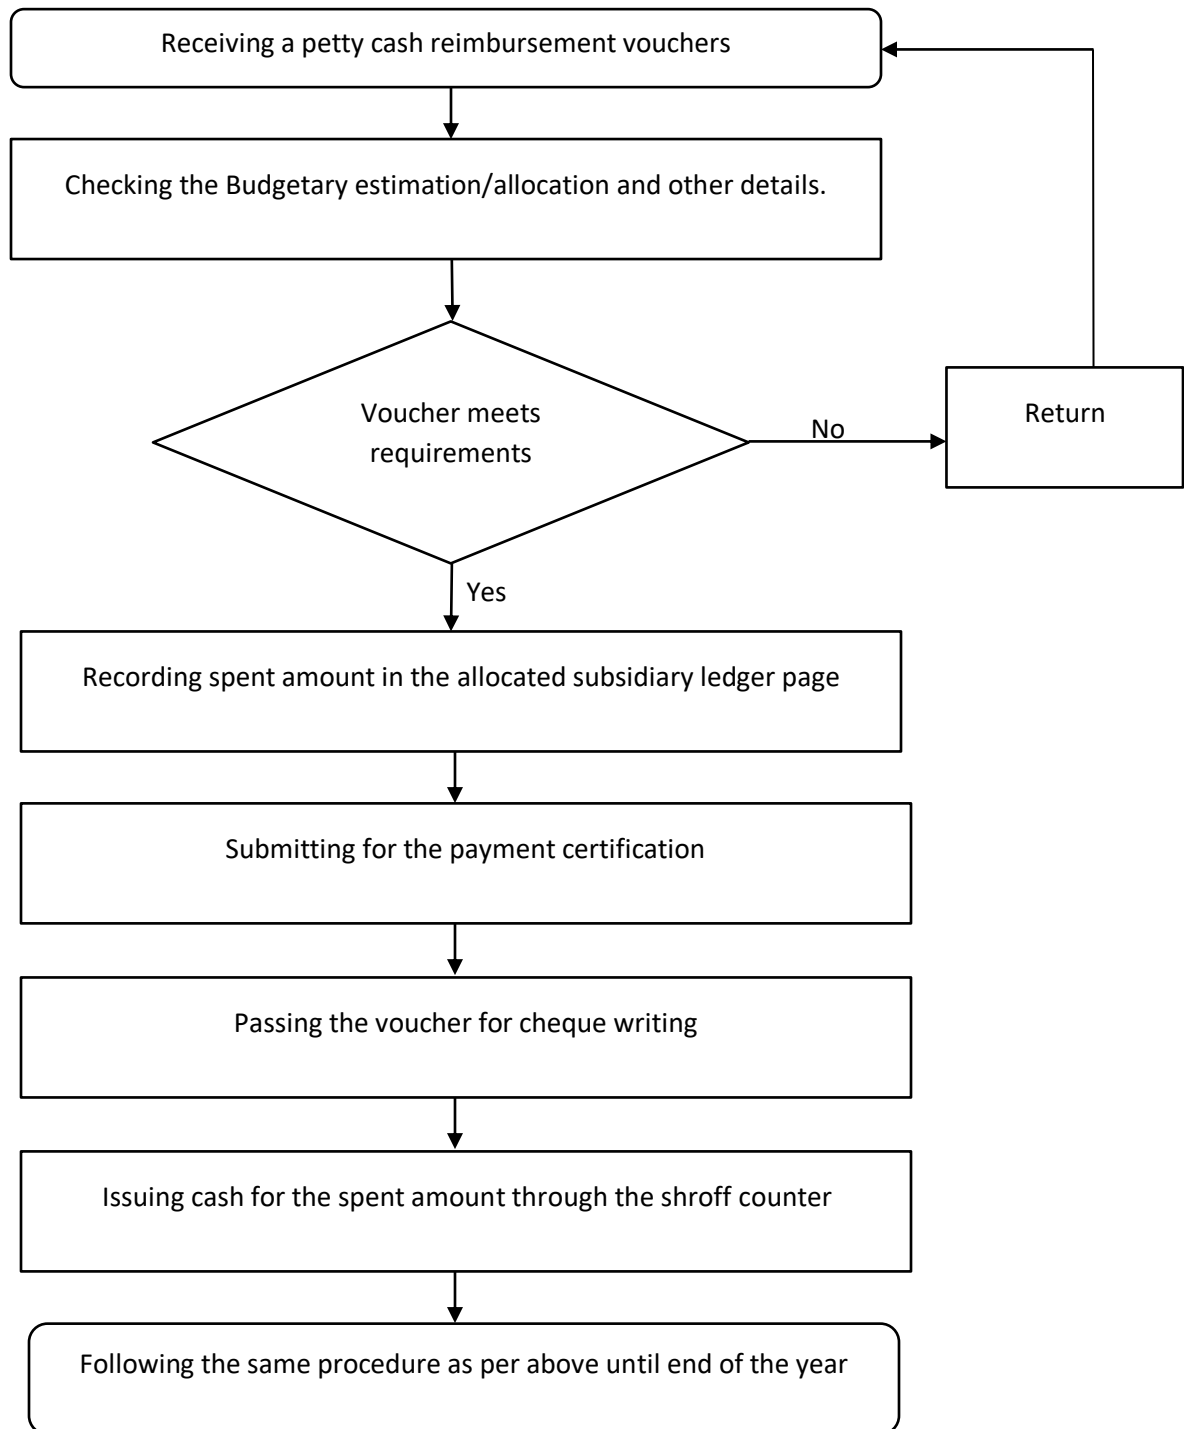 Receiving a petty cash reimbursement vouchers
Checking the Budgetary estimation/allocation and other details.
Voucher meets
requirements
No
Return
Yes
Recording spent amount in the allocated subsidiary ledger page
Submitting for the payment certification
Passing the voucher for cheque writing
Issuing cash for the spent amount through the shroff counter
Following the same procedure as per above until end of the year